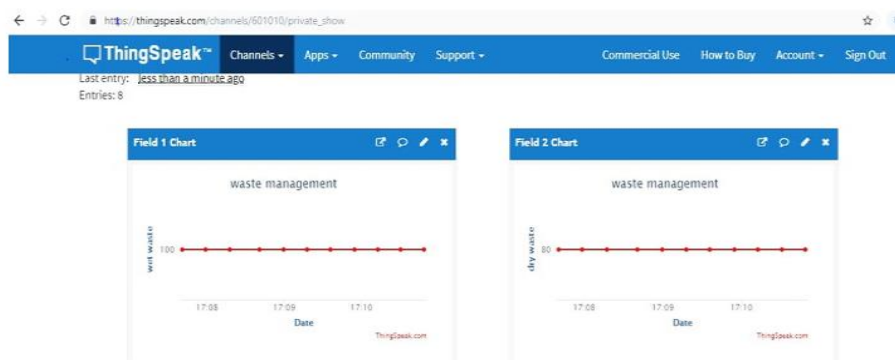 https://thingspeak.com/channels/601010/private_show
ThingSpeak™ Channels Apps Community Support Commercial Use How to Buy Account Sign Out
Last entry: less than a minute ago
Entries: 8
Field 1 Chart
waste management
wet waste
100
17:08 17:09 17:10
Date
ThingSpeak.com
Field 2 Chart
waste management
dry waste
80
17:08 17:09 17:10
Date
ThingSpeak.com